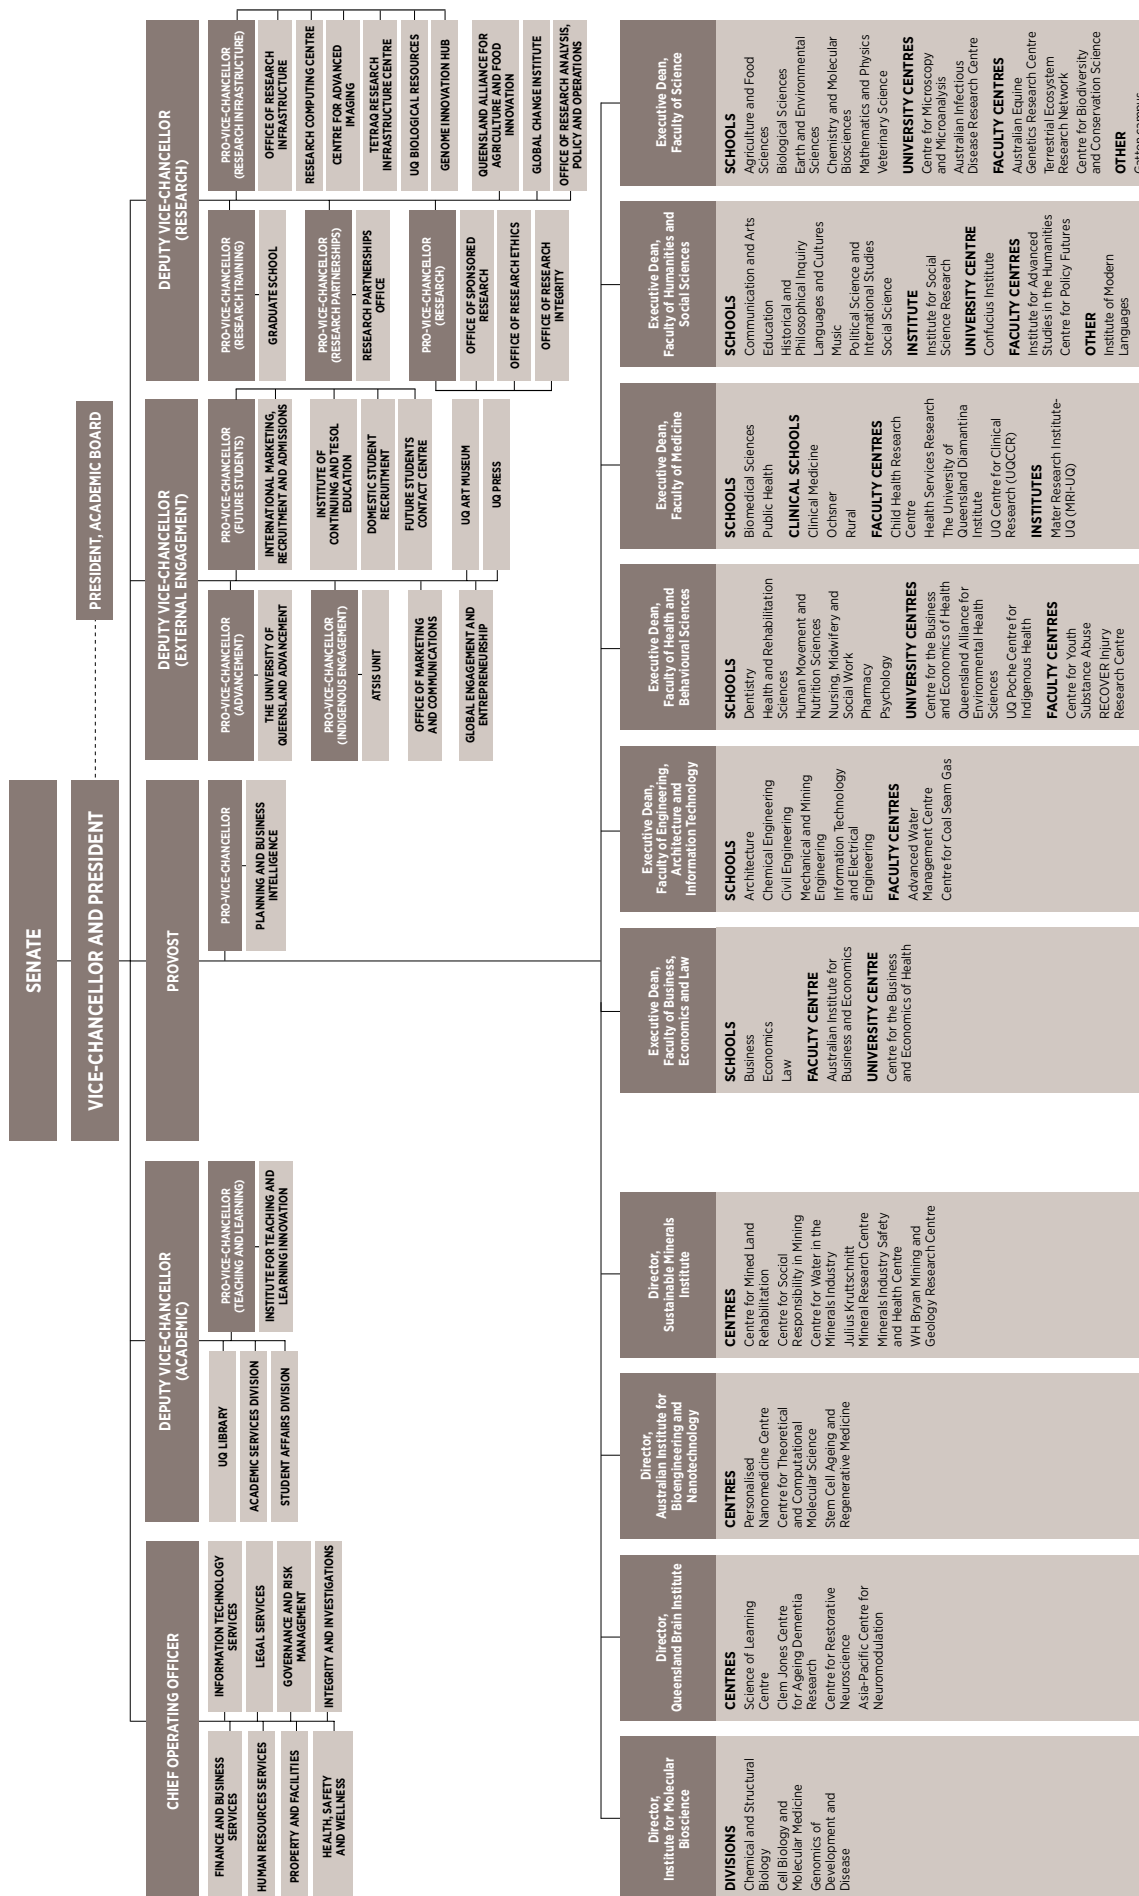 SENATE
VICE-CHANCELLOR AND PRESIDENT
PRESIDENT, ACADEMIC BOARD
CHIEF OPERATING OFFICER
FINANCE AND BUSINESS
SERVICES
HUMAN RESOURCES SERVICES
PROPERTY AND FACILITIES
HEALTH, SAFETY
AND WELLNESS
INFORMATION TECHNOLOGY
SERVICES
LEGAL SERVICES
GOVERNANCE AND RISK
MANAGEMENT
INTEGRITY AND INVESTIGATIONS
DEPUTY VICE-CHANCELLOR
(ACADEMIC)
UQ LIBRARY
ACADEMIC SERVICES DIVISION
STUDENT AFFAIRS DIVISION
PRO-VICE-CHANCELLOR
(TEACHING AND LEARNING)
INSTITUTE FOR TEACHING AND
LEARNING INNOVATION
PROVOST
PRO-VICE-CHANCELLOR
PLANNING AND BUSINESS
INTELLIGENCE
DEPUTY VICE-CHANCELLOR
(EXTERNAL ENGAGEMENT)
PRO-VICE-CHANCELLOR
(ADVANCEMENT)
THE UNIVERSITY OF
QUEENSLAND ADVANCEMENT
PRO-VICE-CHANCELLOR
(INDIGENOUS ENGAGEMENT)
ATSIS UNIT
OFFICE OF MARKETING
AND COMMUNICATIONS
GLOBAL ENGAGEMENT AND
ENTREPRENEURSHIP
PRO-VICE-CHANCELLOR
(FUTURE STUDENTS)
INTERNATIONAL MARKETING,
RECRUITMENT AND ADMISSIONS
INSTITUTE OF
CONTINUING AND TESOL
EDUCATION
DOMESTIC STUDENT
RECRUITMENT
FUTURE STUDENTS
CONTACT CENTRE
UQ ART MUSEUM
UQ PRESS
DEPUTY VICE-CHANCELLOR
(RESEARCH)
PRO-VICE-CHANCELLOR
(RESEARCH TRAINING)
GRADUATE SCHOOL
PRO-VICE-CHANCELLOR
(RESEARCH PARTNERSHIPS)
RESEARCH PARTNERSHIPS
OFFICE
PRO-VICE-CHANCELLOR
(RESEARCH)
OFFICE OF SPONSORED
RESEARCH
OFFICE OF RESEARCH ETHICS
OFFICE OF RESEARCH
INTEGRITY
PRO-VICE-CHANCELLOR
(RESEARCH INFRASTRUCTURE)
OFFICE OF RESEARCH
INFRASTRUCTURE
RESEARCH COMPUTING CENTRE
CENTRE FOR ADVANCED
IMAGING
TETRAQ RESEARCH
INFRASTRUCTURE CENTRE
UQ BIOLOGICAL RESOURCES
GENOME INNOVATION HUB
QUEENSLAND ALLIANCE FOR
AGRICULTURE AND FOOD
INNOVATION
GLOBAL CHANGE INSTITUTE
OFFICE OF RESEARCH ANALYSIS,
POLICY AND OPERATIONS
Director,
Institute for Molecular
Bioscience
DIVISIONS
Chemical and Structural
Biology
Cell Biology and
Molecular Medicine
Genomics of
Development and
Disease
Director,
Queensland Brain Institute
CENTRES
Science of Learning
Centre
Clem Jones Centre
for Ageing Dementia
Research
Centre for Restorative
Neuroscience
Asia-Pacific Centre for
Neuromodulation
Director,
Australian Institute for
Bioengineering and
Nanotechnology
CENTRES
Personalised
Nanomedicine Centre
Centre for Theoretical
and Computational
Molecular Science
Stem Cell Ageing and
Regenerative Medicine
Director,
Sustainable Minerals
Institute
CENTRES
Centre for Mined Land
Rehabilitation
Centre for Social
Responsibility in Mining
Centre for Water in the
Minerals Industry
Julius Kruttschnitt
Mineral Research Centre
Minerals Industry Safety
and Health Centre
WH Bryan Mining and
Geology Research Centre
Executive Dean,
Faculty of Business,
Economics and Law
SCHOOLS
Business
Economics
Law
FACULTY CENTRE
Australian Institute for
Business and Economics
UNIVERSITY CENTRE
Centre for the Business
and Economics of Health
Executive Dean,
Faculty of Engineering,
Architecture and
Information Technology
SCHOOLS
Architecture
Chemical Engineering
Civil Engineering
Mechanical and Mining
Engineering
Information Technology
and Electrical
Engineering
FACULTY CENTRES
Advanced Water
Management Centre
Centre for Coal Seam Gas
Executive Dean,
Faculty of Health and
Behavioural Sciences
SCHOOLS
Dentistry
Health and Rehabilitation
Sciences
Human Movement and
Nutrition Sciences
Nursing, Midwifery and
Social Work
Pharmacy
Psychology
UNIVERSITY CENTRES
Centre for the Business
and Economics of Health
Queensland Alliance for
Environmental Health
Sciences
UQ Poche Centre for
Indigenous Health
FACULTY CENTRES
Centre for Youth
Substance Abuse
RECOVER Injury
Research Centre
Executive Dean,
Faculty of Medicine
SCHOOLS
Biomedical Sciences
Public Health
CLINICAL SCHOOLS
Clinical Medicine
Ochsner
Rural
FACULTY CENTRES
Child Health Research
Centre
Health Services Research
The University of
Queensland Diamantina
Institute
UQ Centre for Clinical
Research (UQCCR)
INSTITUTES
Mater Research Institute-
UQ (MRI-UQ)
Executive Dean,
Faculty of Humanities and
Social Sciences
SCHOOLS
Communication and Arts
Education
Historical and
Philosophical Inquiry
Languages and Cultures
Music
Political Science and
International Studies
Social Science
INSTITUTE
Institute for Social
Science Research
UNIVERSITY CENTRE
Confucius Institute
FACULTY CENTRES
Institute for Advanced
Studies in the Humanities
Centre for Policy Futures
OTHER
Institute of Modern
Languages
Executive Dean,
Faculty of Science
SCHOOLS
Agriculture and Food
Sciences
Biological Sciences
Earth and Environmental
Sciences
Chemistry and Molecular
Biosciences
Mathematics and Physics
Veterinary Science
UNIVERSITY CENTRES
Centre for Microscopy
and Microanalysis
Australian Infectious
Disease Research Centre
FACULTY CENTRES
Australian Equine
Genetics Research Centre
Terrestrial Ecosystem
Research Network
Centre for Biodiversity
and Conservation Science
OTHER